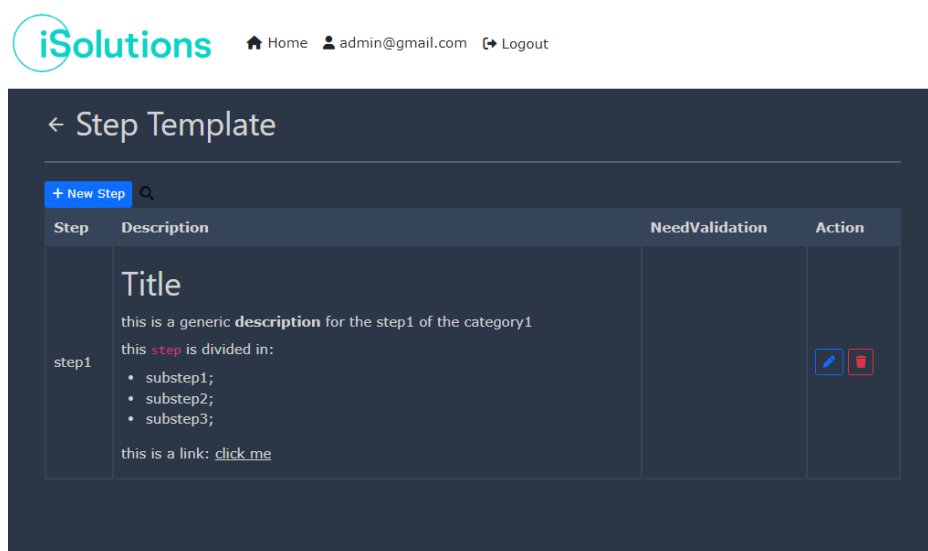 iSolutions
Home admin@gmail.com Logout
Step Template
New Step
Step Description NeedValidation Action
step1
Title
this is a generic description for the step1 of the category1
this step is divided in:
• substep1;
• substep2;
• substep3;
this is a link: click me